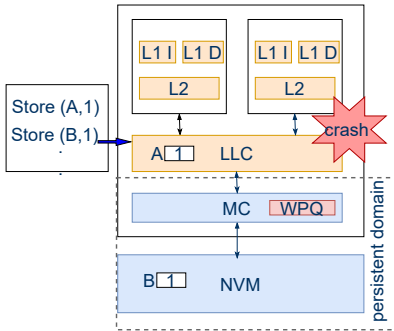 L1 I L1 D L1 I L1 D
L2 L2
Store (A,1)
Store (B,1)
.
.
crash
A 1 LLC
MC WPQ
B 1 NVM
persistent domain